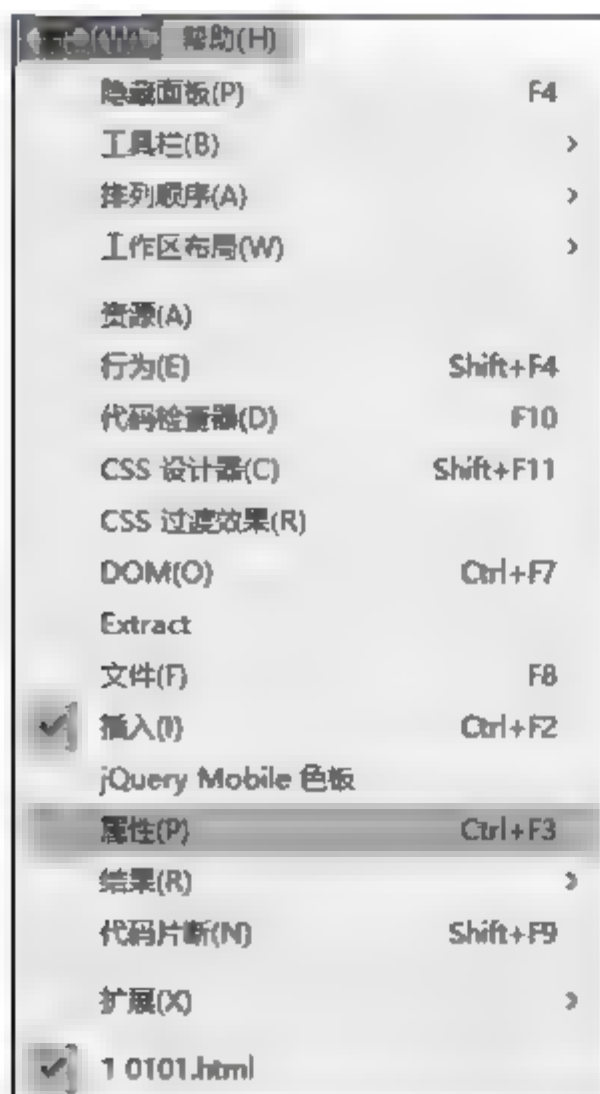 帮助(H)
隐藏面板(P) F4
工具栏(B)
排列顺序(A)
工作区布局(W)
资源(A)
行为(E) Shift+F4
代码检查器(D) F10
CSS 设计器(C) Shift+F11
CSS 过渡效果(R)
DOM(O) Ctrl+F7
Extract
文件(F) F8
插入(I) Ctrl+F2
jQuery Mobile 色板
属性(P) Ctrl+F3
结果(R)
代码片断(N) Shift+F9
扩展(X)
1 0101.html